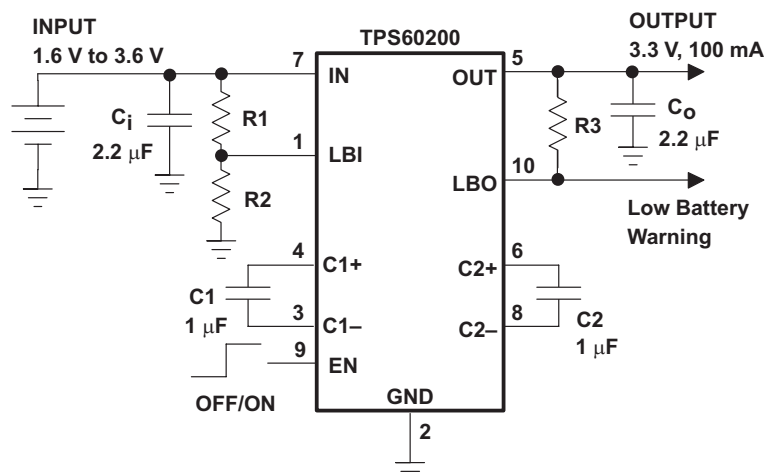 INPUT
1.6 V to 3.6 V
TPS60200
OUTPUT
3.3 V, 100 mA
7
IN
5
OUT
Ci
2.2 μF
R1
R3
Co
2.2 μF
1
LBI
10
LBO
R2
Low Battery
Warning
4
C1+
6
C2+
C1
1 μF
3
C1–
8
C2–
C2
1 μF
9
EN
OFF/ON
GND
2